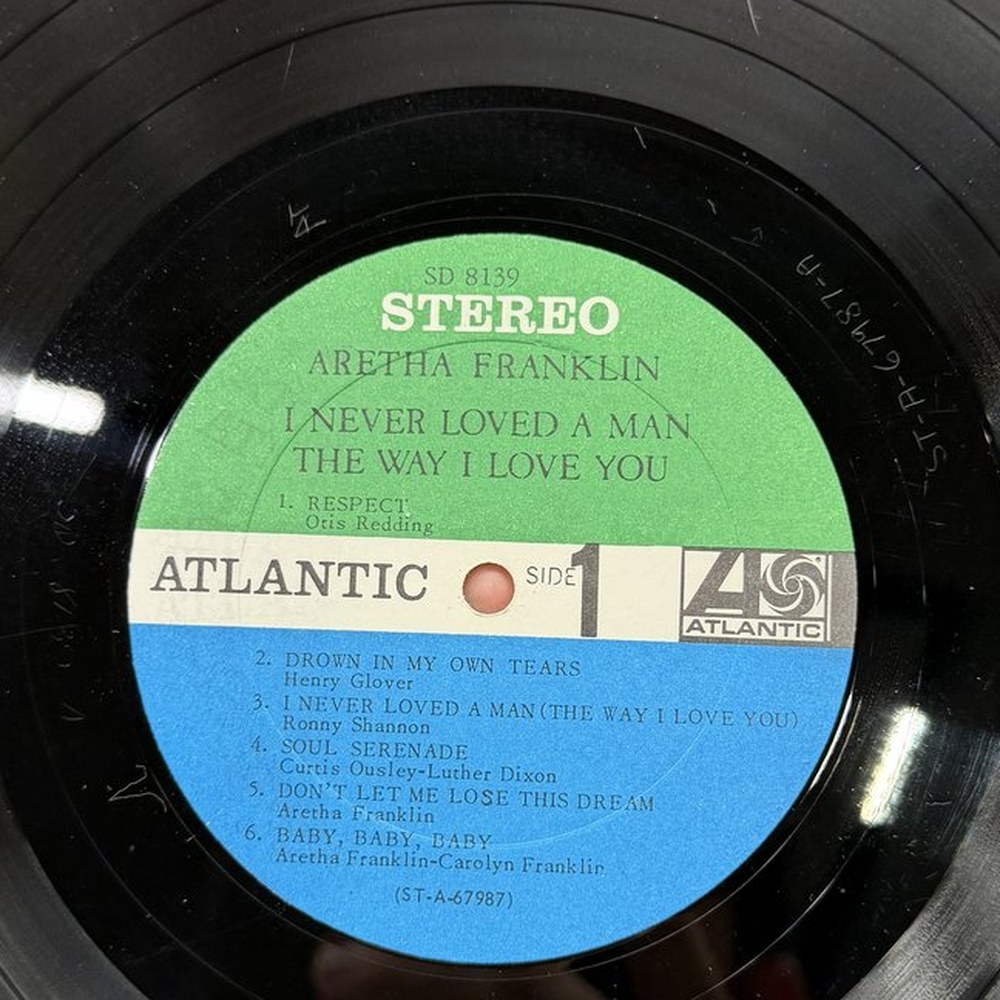 SD 8139
STEREO
ARETHA FRANKLIN
I NEVER LOVED A MAN
THE WAY I LOVE YOU
1. RESPECT
Otis Redding
ATLANTIC
SIDE 1
ATLANTIC
2. DROWN IN MY OWN TEARS
Henry Glover
3. I NEVER LOVED A MAN (THE WAY I LOVE YOU)
Ronny Shannon
4. SOUL SERENADE
Curtis Ousley-Luther Dixon
5. DON'T LET ME LOSE THIS DREAM
Aretha Franklin
6. BABY, BABY, BABY
Aretha Franklin-Carolyn Franklin
(ST-A-67987)
ST-A-67987-A